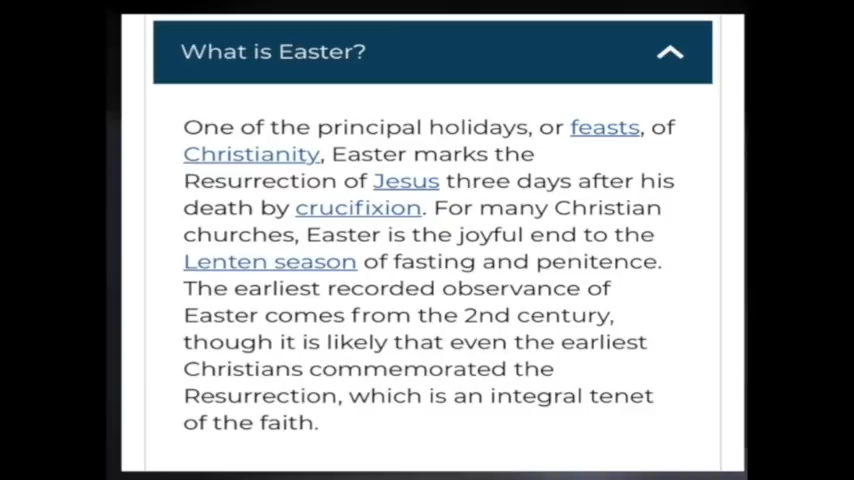 What is Easter?
One of the principal holidays, or feasts, of
Christianity, Easter marks the
Resurrection of Jesus three days after his
death by crucifixion. For many Christian
churches, Easter is the joyful end to the
Lenten season of fasting and penitence.
The earliest recorded observance of
Easter comes from the 2nd century,
though it is likely that even the earliest
Christians commemorated the
Resurrection, which is an integral tenet
of the faith.